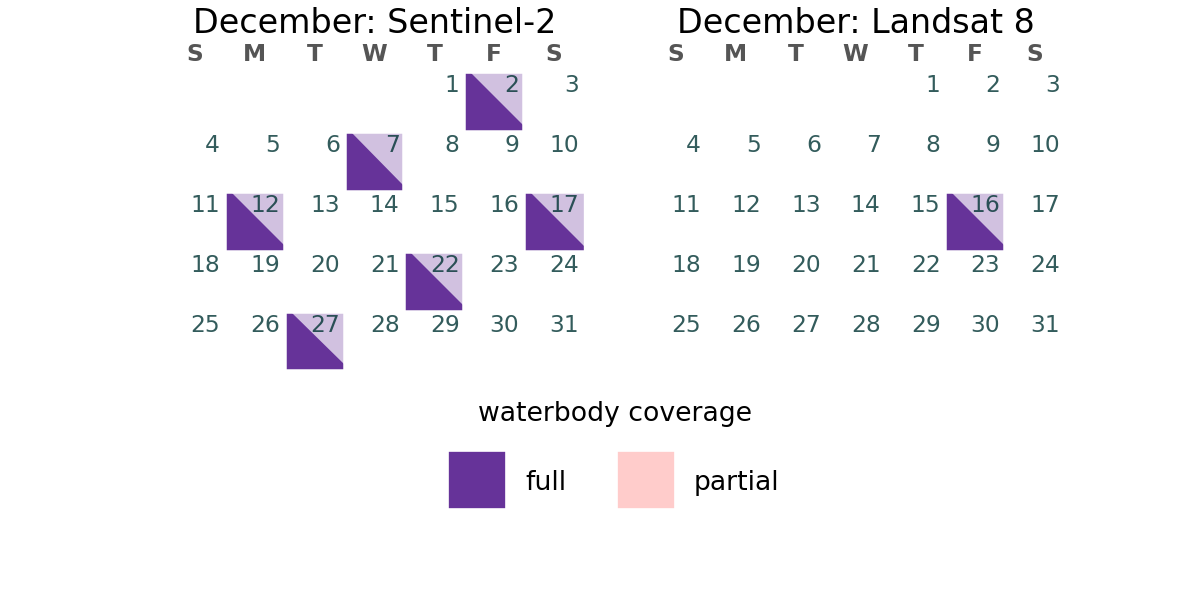 December: Sentinel-2
S M T W T F S
1 2 3
4 5 6 7 8 9 10
11 12 13 14 15 16 17
18 19 20 21 22 23 24
25 26 27 28 29 30 31
December: Landsat 8
S M T W T F S
1 2 3
4 5 6 7 8 9 10
11 12 13 14 15 16 17
18 19 20 21 22 23 24
25 26 27 28 29 30 31
waterbody coverage
full partial